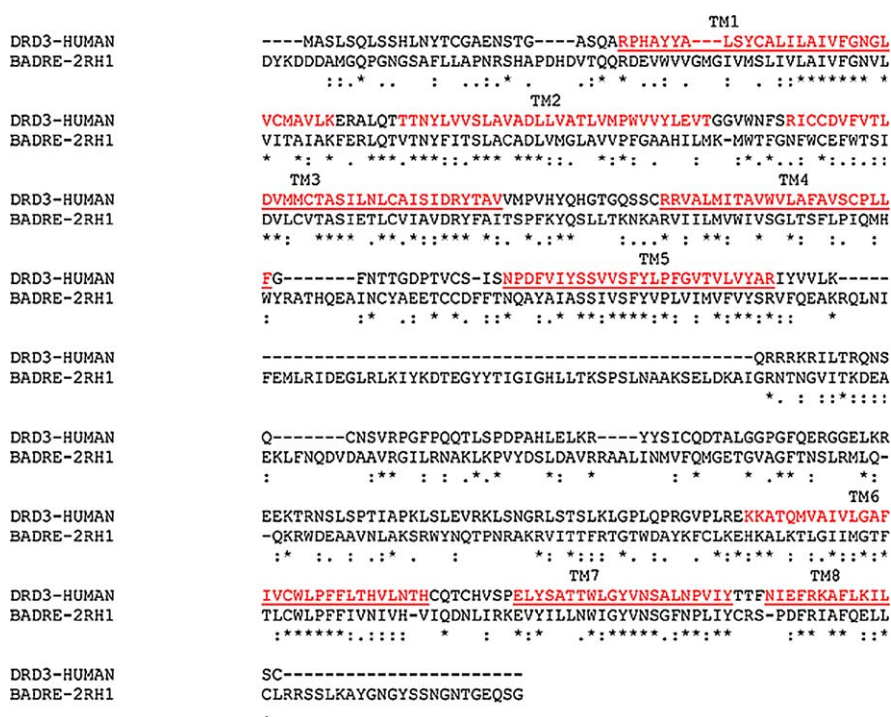 TM1
DRD3-HUMAN ----MASLSQLSSHLNYTCGAENSTG----ASQARPHAYYA---LSYCALILAIVFGNGL
BADRE-2RH1 DYKDDDDAMGQPGNGSAFLLAPNRSHAPDHDVTQQRDEVWVVGMGIVMSLIVLAIVFGNVL
::.* . .: .* . ..:* . * . . :. . ::******* *
TM2
DRD3-HUMAN VCMAVLKERALQTTTNYLVVSLAVADLLVATLVMPWVVYLEVTGGVWNFSRICCDVFVTL
BADRE-2RH1 VITAIAKFERLQTVTNYFITSLACADLVMGLAVVPFGAAHILMK-MWTFGNFWCEFWTSI
* *: * ***.***::.*** ***::. *:*: . : :*.*..: *:.:.::
TM3 TM4
DRD3-HUMAN DVMMCTASILNLCAISIDRYTAVVMPVHYQHGTGQSSCRRVALMITAVWVLAFAVSCPLL
BADRE-2RH1 DVLCVTASIETLCVIAVDRYFAITSPFKYQSLLTKNKARVIILMVWIVSGLTSFLPIQMH
**: **** .**.*::*** *: *.:** :...* : **: * *: :. :
TM5
DRD3-HUMAN FG-------FNTTGDPTVCS-ISNPDFVIYSSVVSFYLPFGVTVLVYARIYVVLK-----
BADRE-2RH1 WYRATHQEAINCYAEETCCDFFTNQAYAIASSIVSFYVPLVIMVFVYSRVFQEAKRQLNI
: :* .: * *. ::* :.* **:****:*: : *:**:*:: *
DRD3-HUMAN -----------------------------------------------QRRRKRILTRQNS
BADRE-2RH1 FEMLRIDEGLRLKIYKDTEGYYTIGIGHLLTKSPSLNAAKSELDKAIGRNTNGVITKDEA
*. : ::*::::
DRD3-HUMAN Q-------CNSVRPGFPQQTLSPDPAHLELKR----YYSICQDTALGGPGFQERGGELKR
BADRE-2RH1 EKLFNQDVDAAVRGILRNAKLKPVYDSLDAVRRAALINMVFQMGETGVAGFTNSLRMLQ-
: :** : : .*.* *: * : * * .** : *:
TM6
DRD3-HUMAN EEKTRNSLSPTIAPKLSLEVRKLSNGRLSTSLKLGPLQPRGVPLREKKATQMVAIVLGAF
BADRE-2RH1 -QKRWDEAAVNLAKSRWYNQTPNRAKRVITTFRTGTWDAYKFCLKEHKALKTLGIIMGTF
:* :. : .:* . : *: *::: *. : . *:*:** : :.*::*:*
TM7 TM8
DRD3-HUMAN IVCWLPFFLTHVLNTHCQTCHVSPELYSATTWLGYVNSALNPVIYTTFNIEFRKAFLKIL
BADRE-2RH1 TLCWLPFFIVNIVH-VIQDNLIRKEVYILLNWIGYVNSGFNPLIYCRS-PDFRIAFQELL
:******:.:::: * : *:* .*:*****.:**:** :** ** ::*
DRD3-HUMAN SC-----------------------
BADRE-2RH1 CLRRSSLKAYGNGYSSNGNTGEQSG